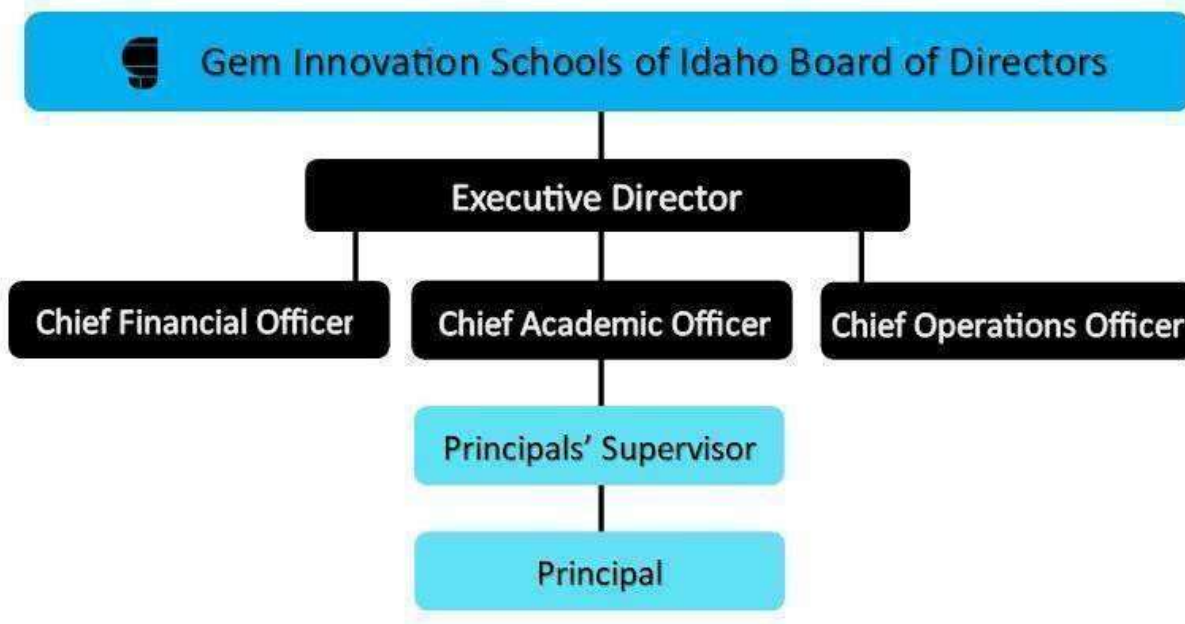 Gem Innovation Schools of Idaho Board of Directors
Executive Director
Chief Financial Officer
Chief Academic Officer
Chief Operations Officer
Principals’ Supervisor
Principal